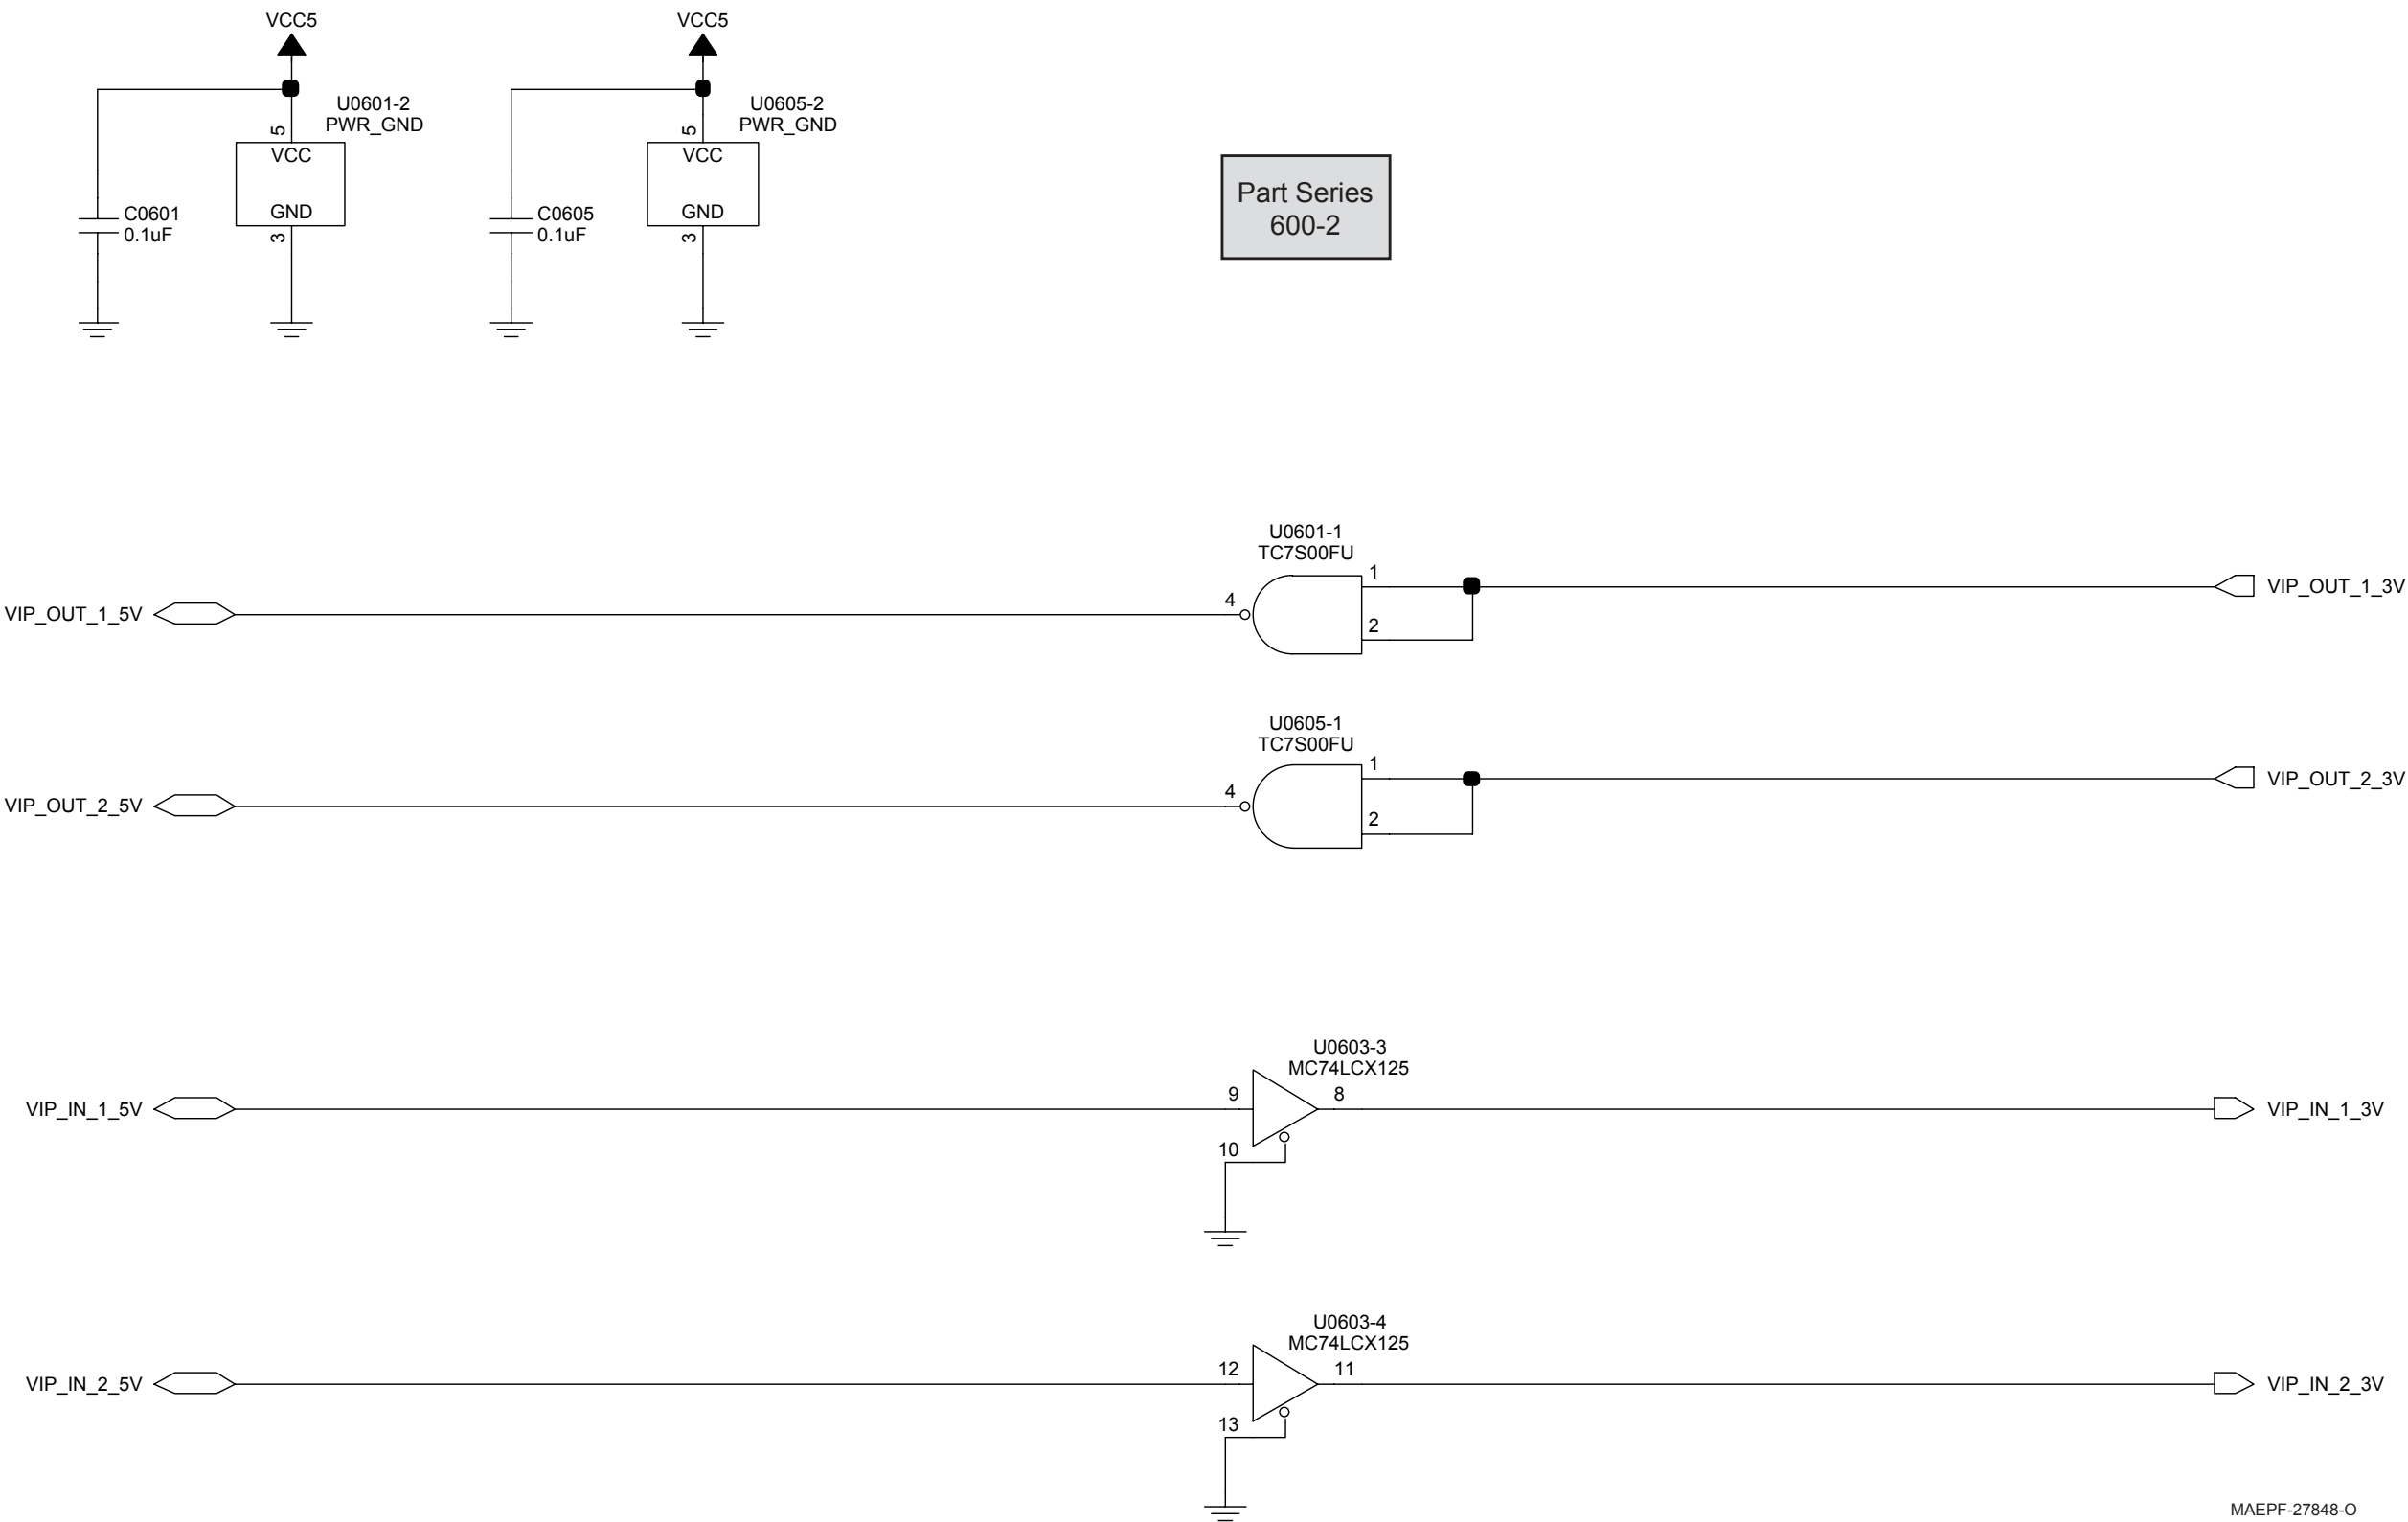 VCC5
VCC5
U0601-2
PWR_GND
U0605-2
PWR_GND
5
VCC
5
VCC
Part Series
600-2
GND
C0601
0.1uF
3
GND
C0605
0.1uF
3
U0601-1
TC7S00FU
VIP_OUT_1_5V
4
1
2
VIP_OUT_1_3V
U0605-1
TC7S00FU
VIP_OUT_2_5V
4
1
2
VIP_OUT_2_3V
U0603-3
MC74LCX125
VIP_IN_1_5V
9
8
VIP_IN_1_3V
10
U0603-4
MC74LCX125
VIP_IN_2_5V
12
11
VIP_IN_2_3V
13
MAEPF-27848-O